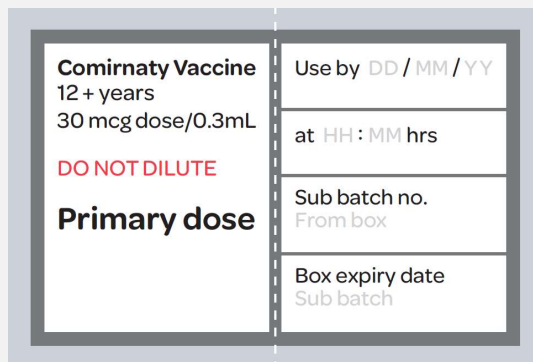 Comirnaty Vaccine
12 + years
30 mcg dose/0.3mL
DO NOT DILUTE
Primary dose
Use by DD / MM / YY
at HH : MM hrs
Sub batch no.
From box
Box expiry date
Sub batch